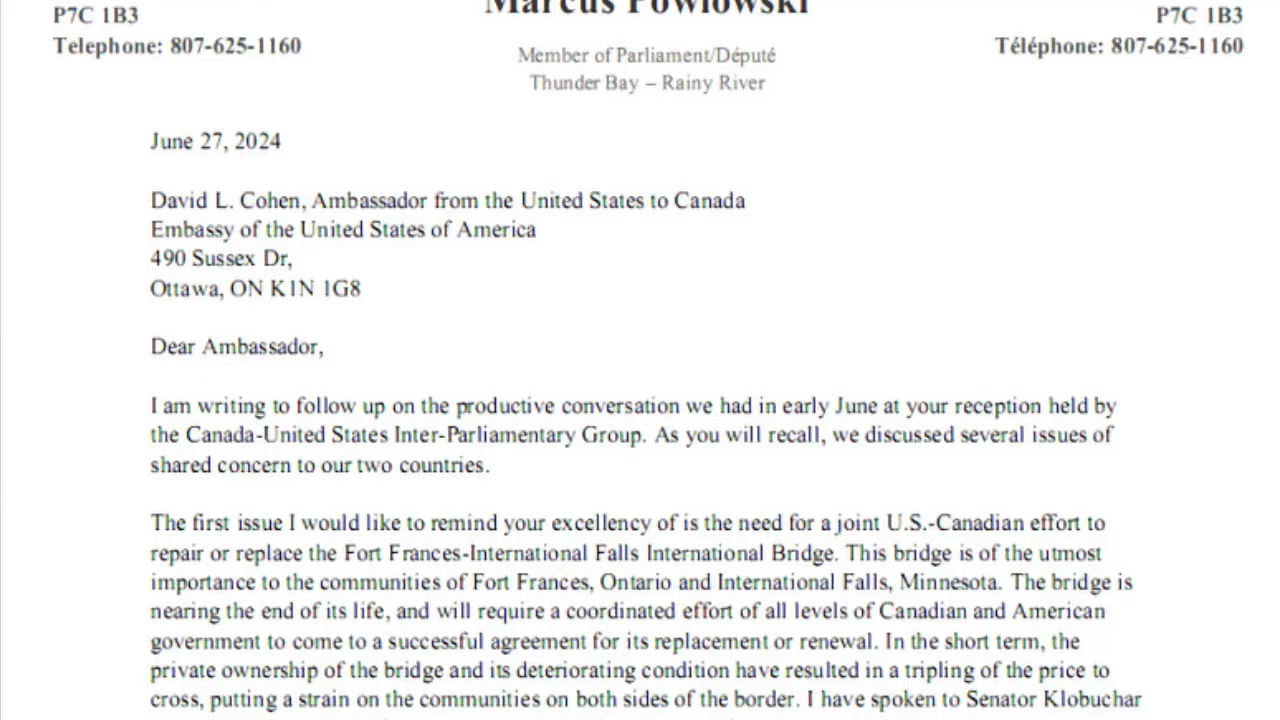 P7C 1B3
Telephone: 807-625-1160
Marcus Powlowski
Member of Parliament/Député
Thunder Bay – Rainy River
P7C 1B3
Téléphone: 807-625-1160
June 27, 2024
David L. Cohen, Ambassador from the United States to Canada
Embassy of the United States of America
490 Sussex Dr,
Ottawa, ON K1N 1G8
Dear Ambassador,
I am writing to follow up on the productive conversation we had in early June at your reception held by
the Canada-United States Inter-Parliamentary Group. As you will recall, we discussed several issues of
shared concern to our two countries.
The first issue I would like to remind your excellency of is the need for a joint U.S.-Canadian effort to
repair or replace the Fort Frances-International Falls International Bridge. This bridge is of the utmost
importance to the communities of Fort Frances, Ontario and International Falls, Minnesota. The bridge is
nearing the end of its life, and will require a coordinated effort of all levels of Canadian and American
government to come to a successful agreement for its replacement or renewal. In the short term, the
private ownership of the bridge and its deteriorating condition have resulted in a tripling of the price to
cross, putting a strain on the communities on both sides of the border. I have spoken to Senator Klobuchar